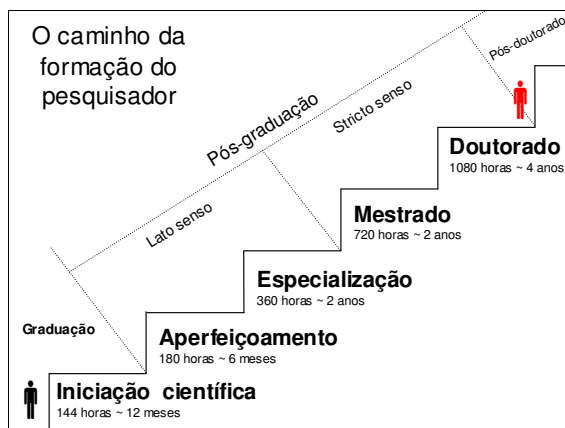 O caminho da
formação do
pesquisador
Pós-doutorado
Stricto senso
Pós-graduação
Lato senso
Graduação
Doutorado
1080 horas ~ 4 anos
Mestrado
720 horas ~ 2 anos
Especialização
360 horas ~ 2 anos
Aperfeiçoamento
180 horas ~ 6 meses
Iniciação científica
144 horas ~ 12 meses